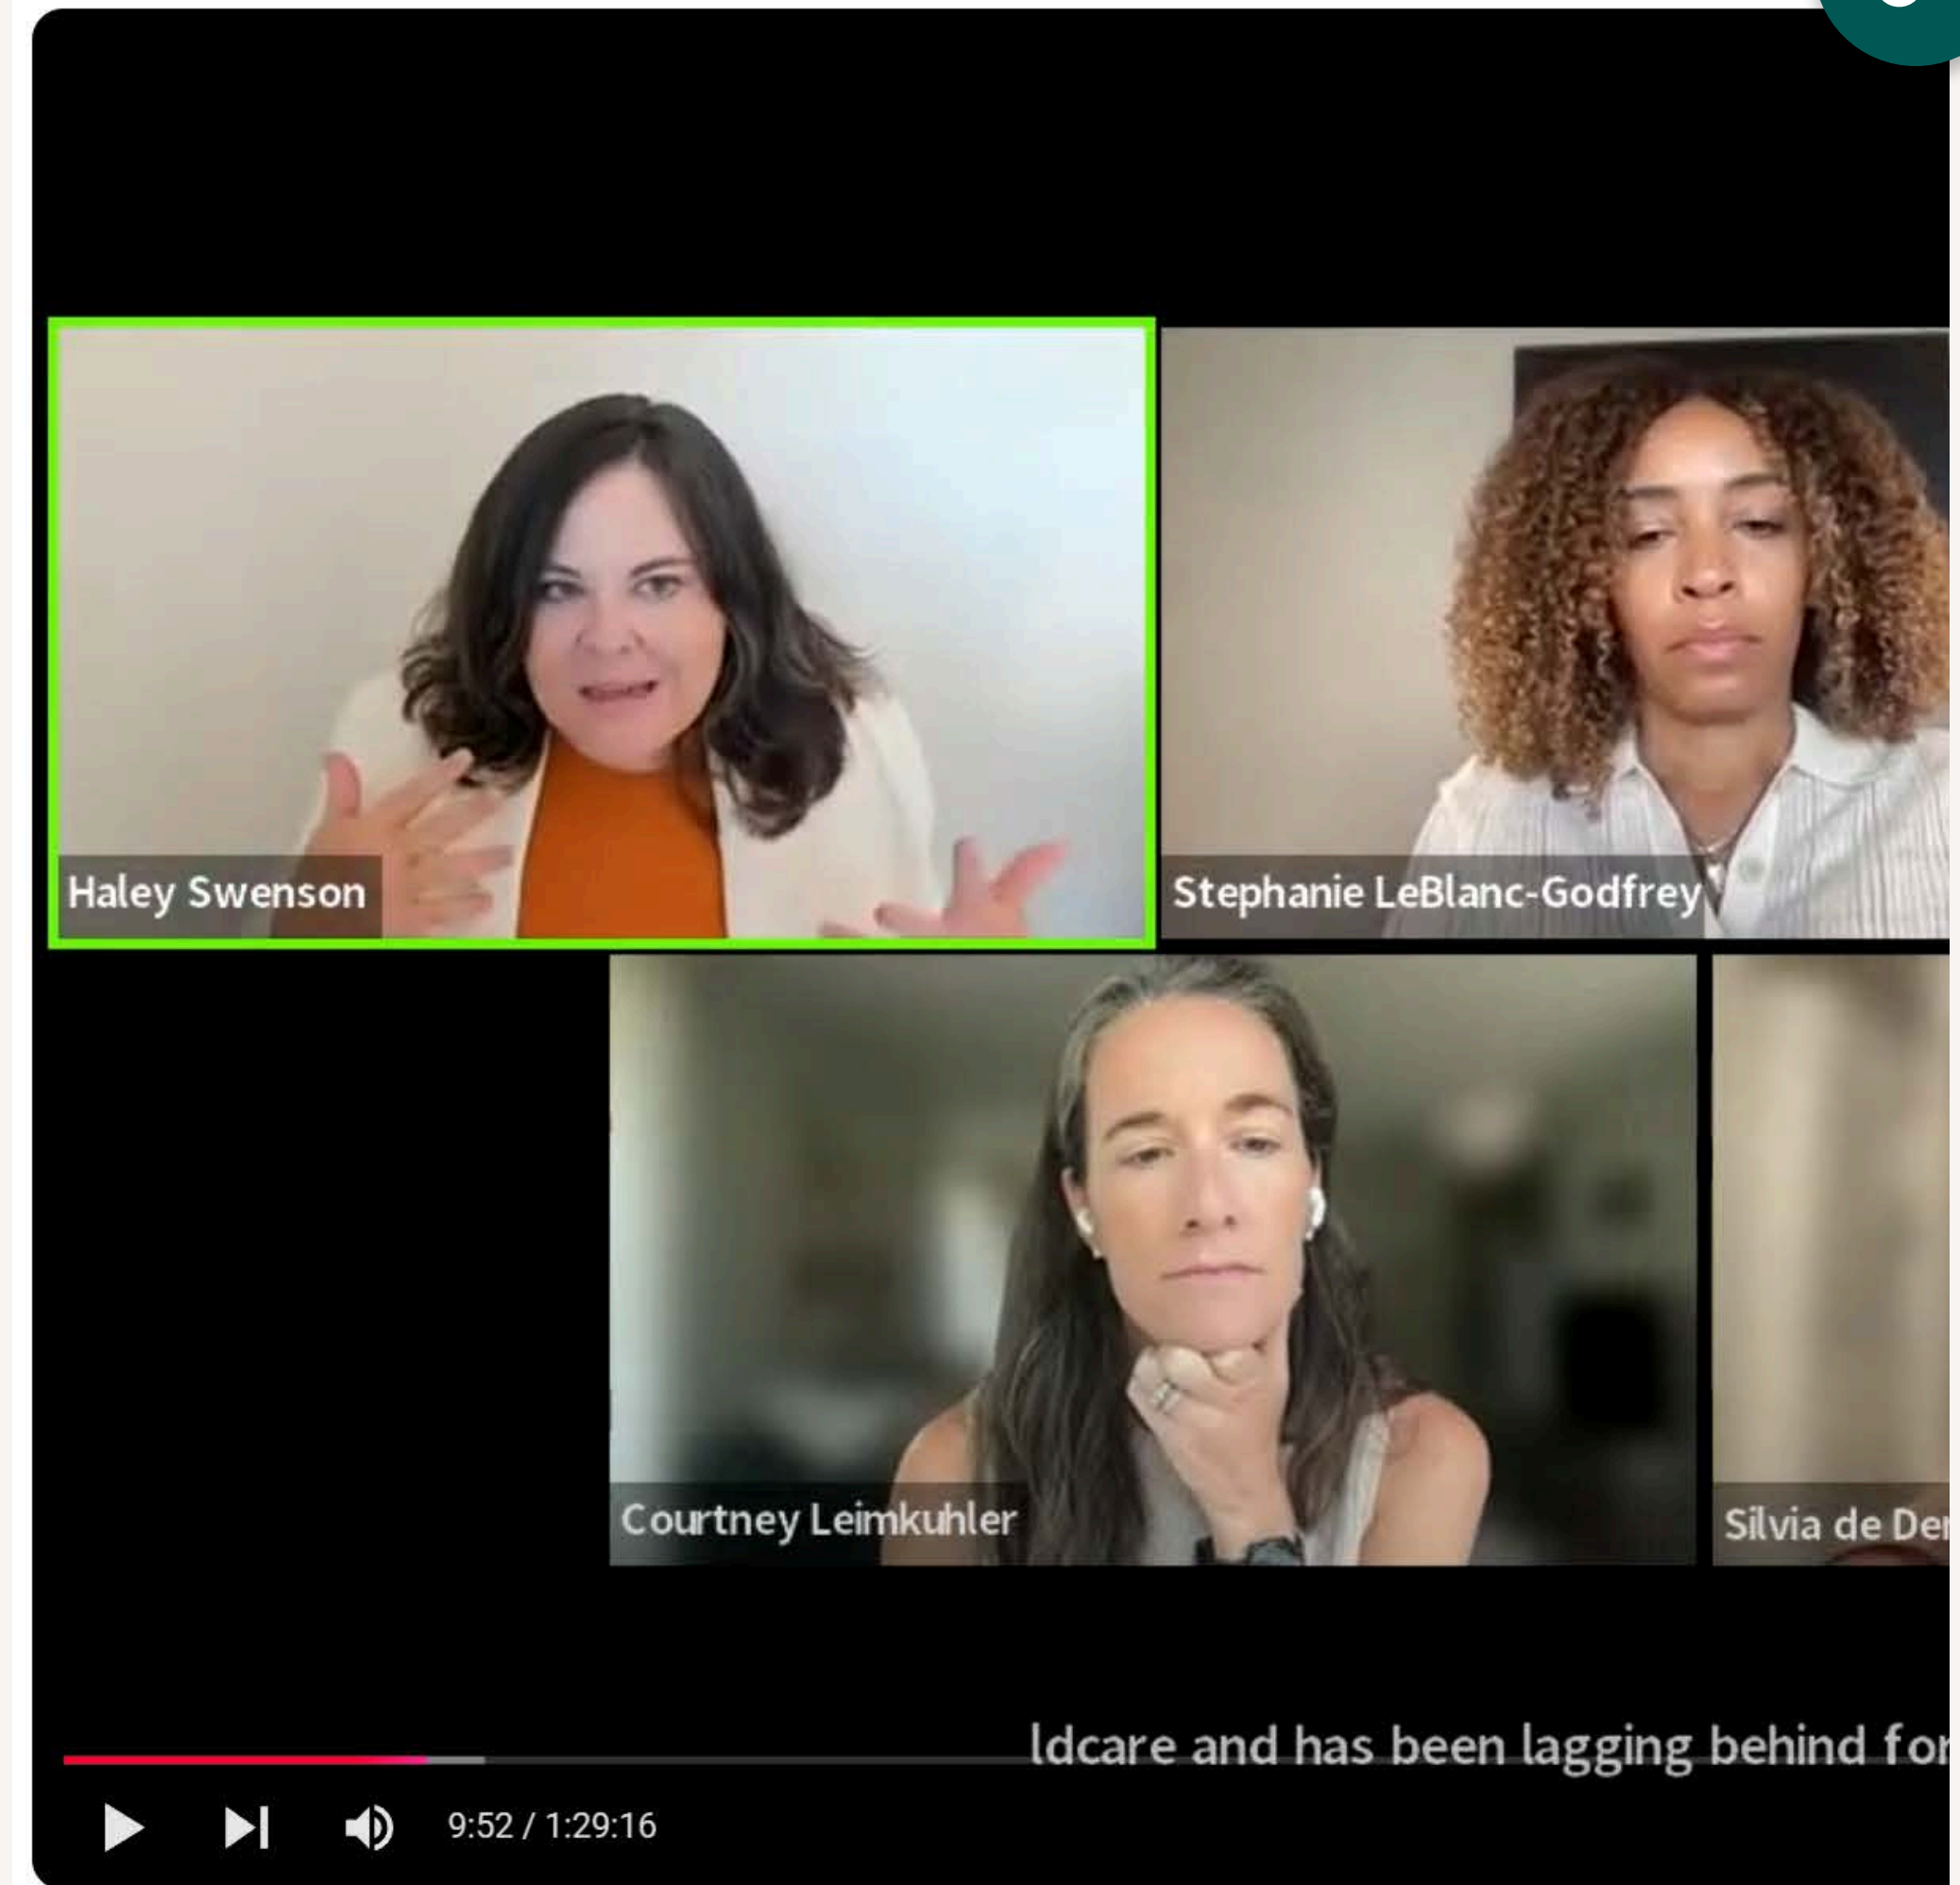 Haley Swenson
Stephanie LeBlanc-Godfrey
Courtney Leimkuhler
Silvia de
ldcare and has been lagging behind for
9:52 / 1:29:16